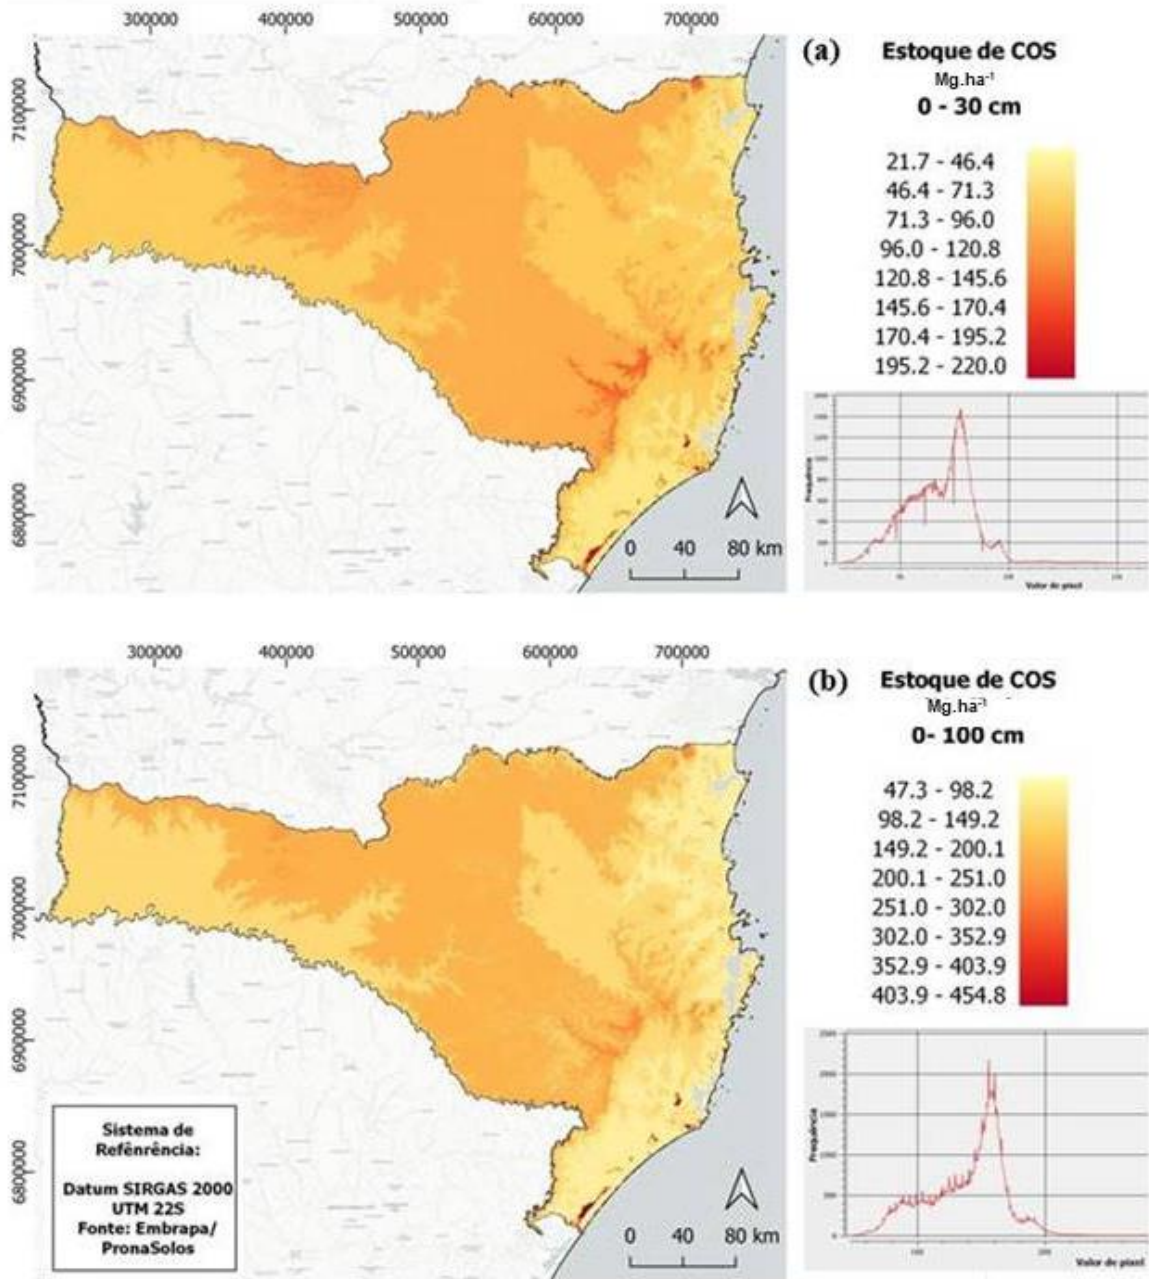 300000 400000 500000 600000 700000
7100000
7000000
6900000
6800000
0 40 80 km
(a) Estoque de COS
Mg.ha⁻¹
0 - 30 cm
21.7 - 46.4
46.4 - 71.3
71.3 - 96.0
96.0 - 120.8
120.8 - 145.6
145.6 - 170.4
170.4 - 195.2
195.2 - 220.0
Frequência
Valor de pixel
300000 400000 500000 600000 700000
7100000
7000000
6900000
6800000
Sistema de
Refênrência:
Datum SIRGAS 2000
UTM 22S
Fonte: Embrapa/
PronaSolos
0 40 80 km
(b) Estoque de COS
Mg.ha⁻¹
0- 100 cm
47.3 - 98.2
98.2 - 149.2
149.2 - 200.1
200.1 - 251.0
251.0 - 302.0
302.0 - 352.9
352.9 - 403.9
403.9 - 454.8
Frequência
Valor de pixel